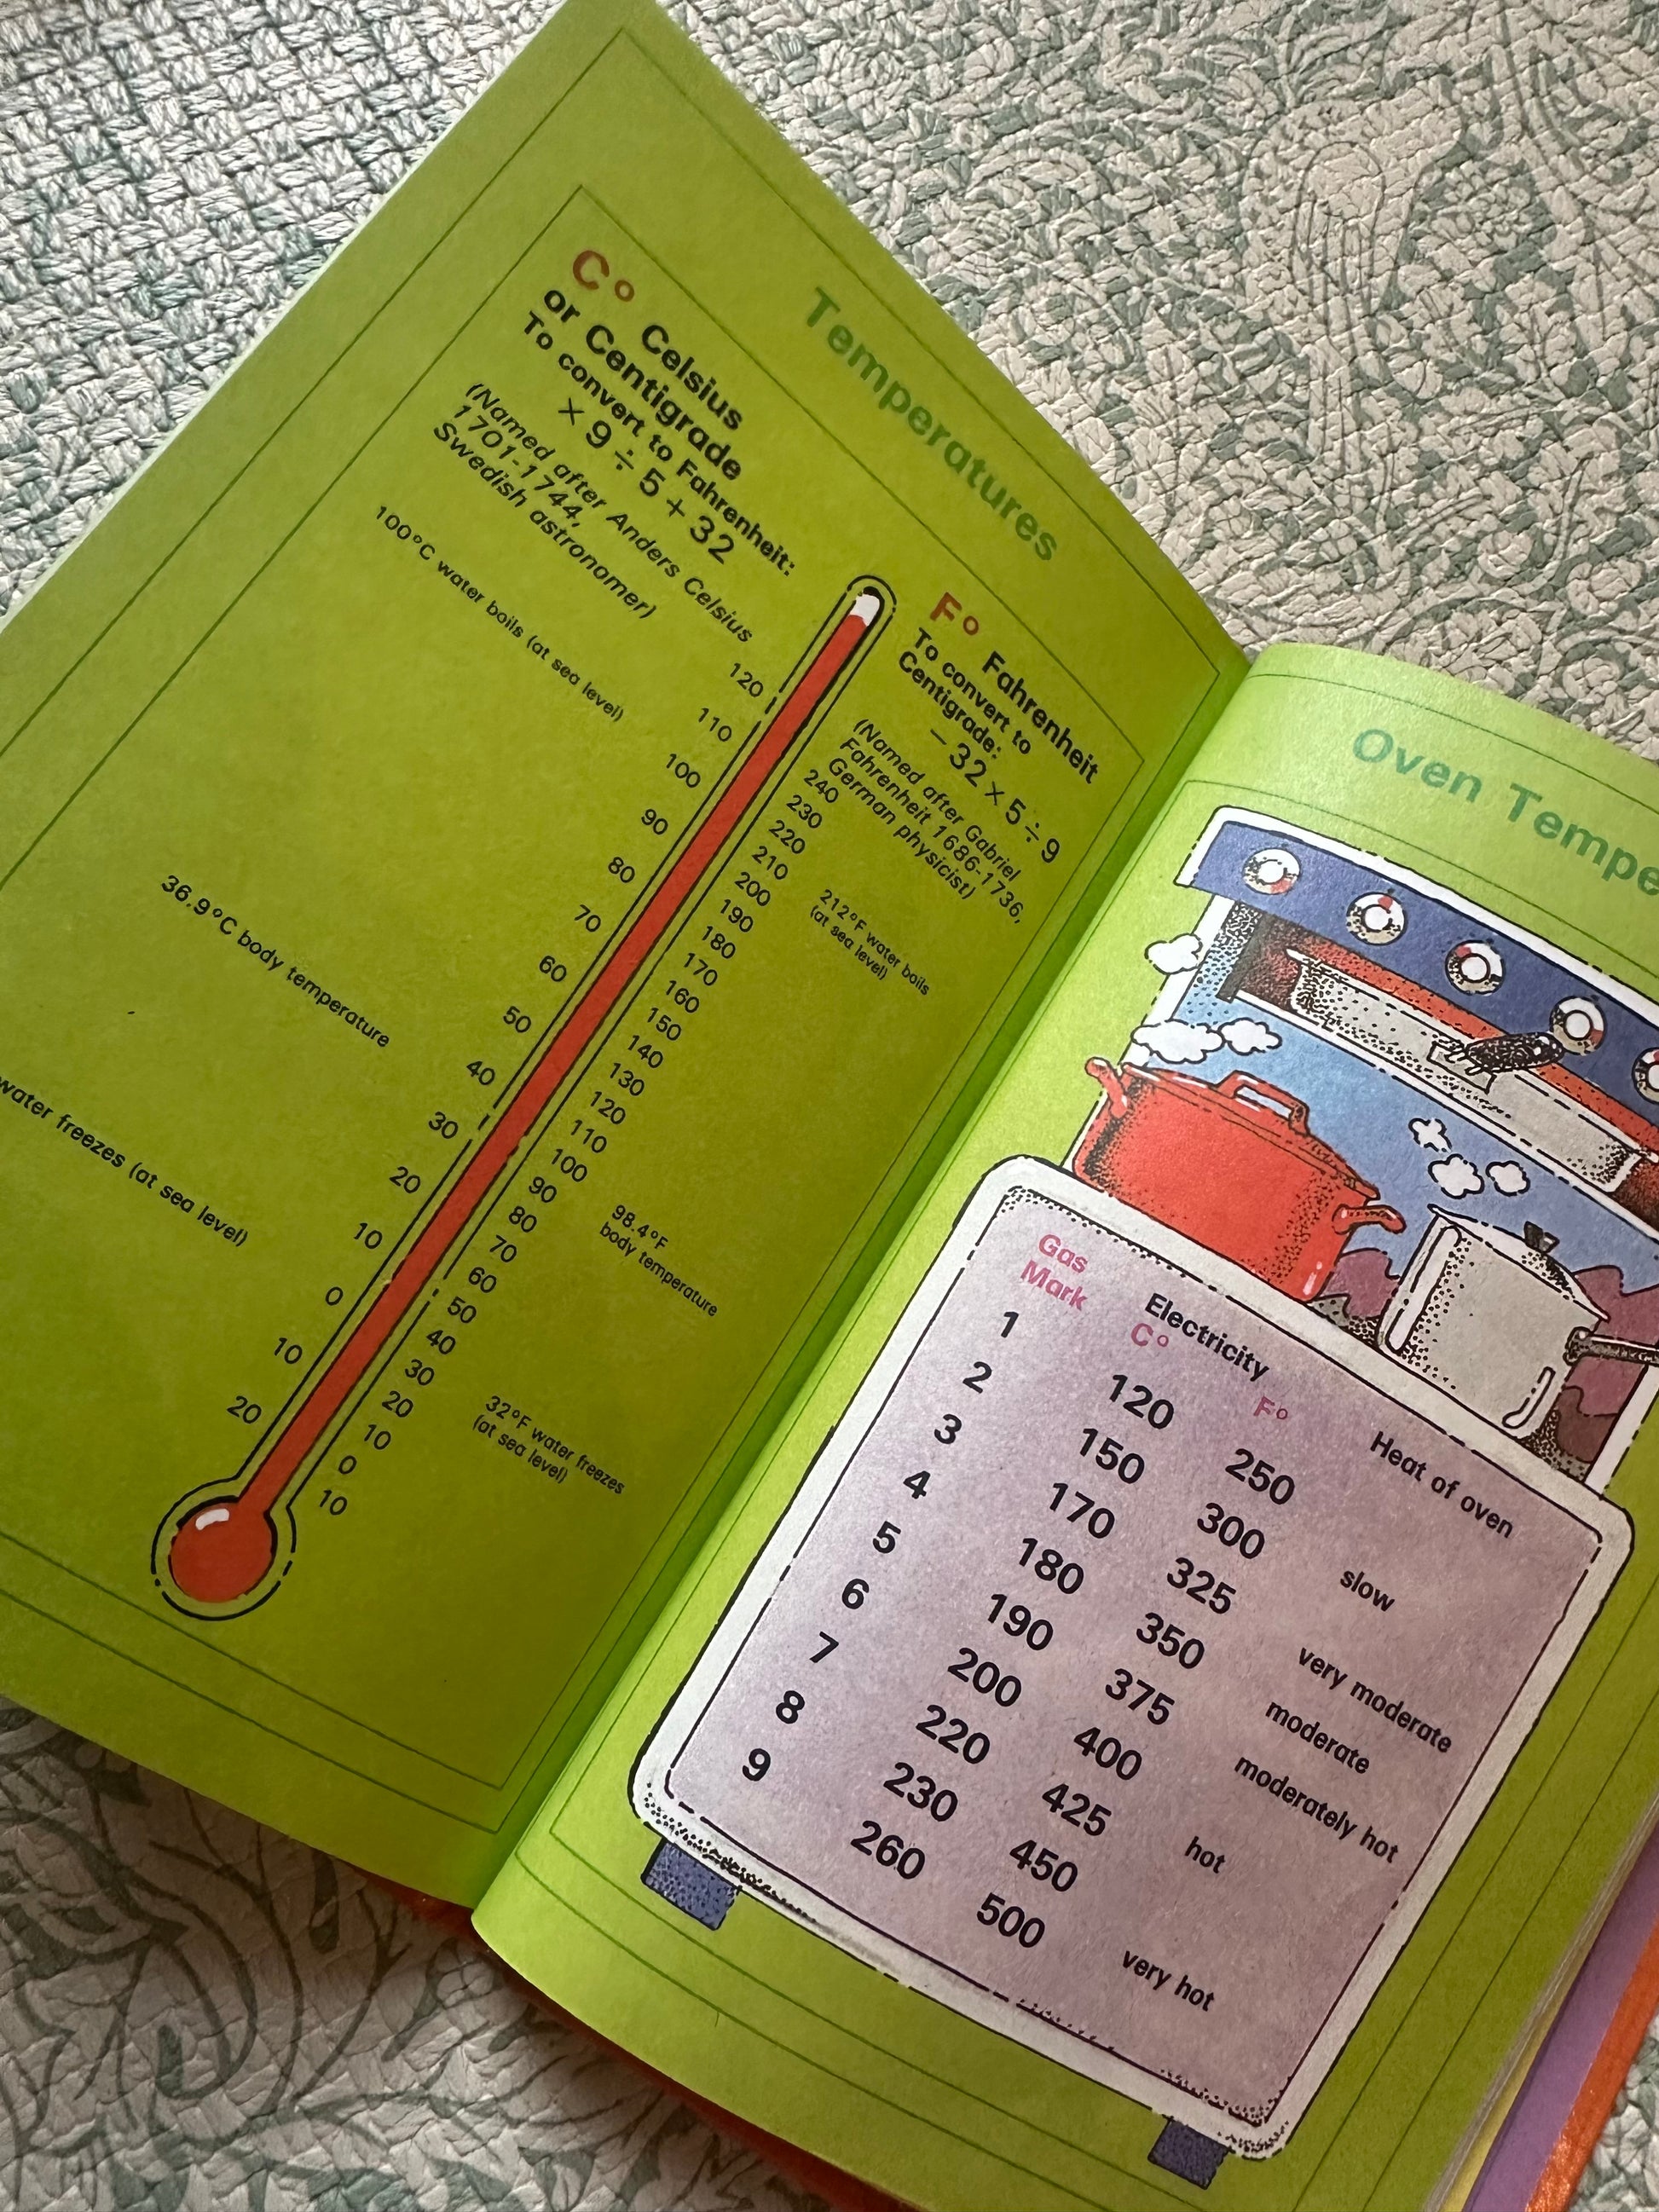 Temperatures
C° Celsius
or Centigrade
To convert to Fahrenheit:
× 9 ÷ 5 + 32
(Named after Anders Celsius
1701-1744,
Swedish astronomer)
100°C water boils (at sea level)
36.9°C body temperature
water freezes (at sea level)
120
110
100
90
80
70
60
50
40
30
20
10
0
10
20
F° Fahrenheit
To convert to
Centigrade:
− 32 × 5 ÷ 9
(Named after Gabriel
Fahrenheit 1686-1736,
German physicist)
240
230
220
210
200
190
180
170
160
150
140
130
120
110
100
90
80
70
60
50
40
30
20
10
0
10
212°F water boils
(at sea level)
98.4°F
body temperature
32°F water freezes
(at sea level)
Oven Tempe
Gas
Mark
Electricity
C° F°
Heat of oven
1 120 250
2 150 300 slow
3 170 325 very moderate
4 180 350 moderate
5 190 375 moderately hot
6 200 400 hot
7 220 425
8 230 450
9 260 500 very hot